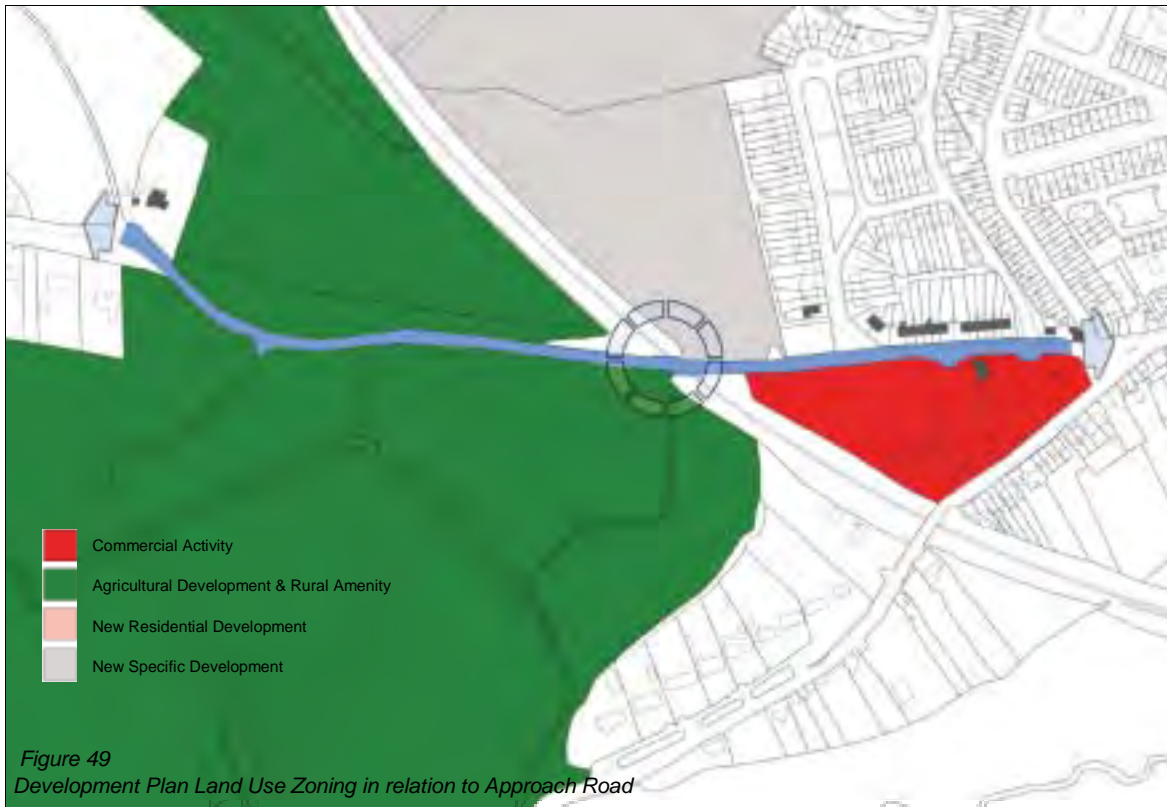 Commercial Activity
Agricultural Development & Rural Amenity
New Residential Development
New Specific Development
Figure 49
Development Plan Land Use Zoning in relation to Approach Road